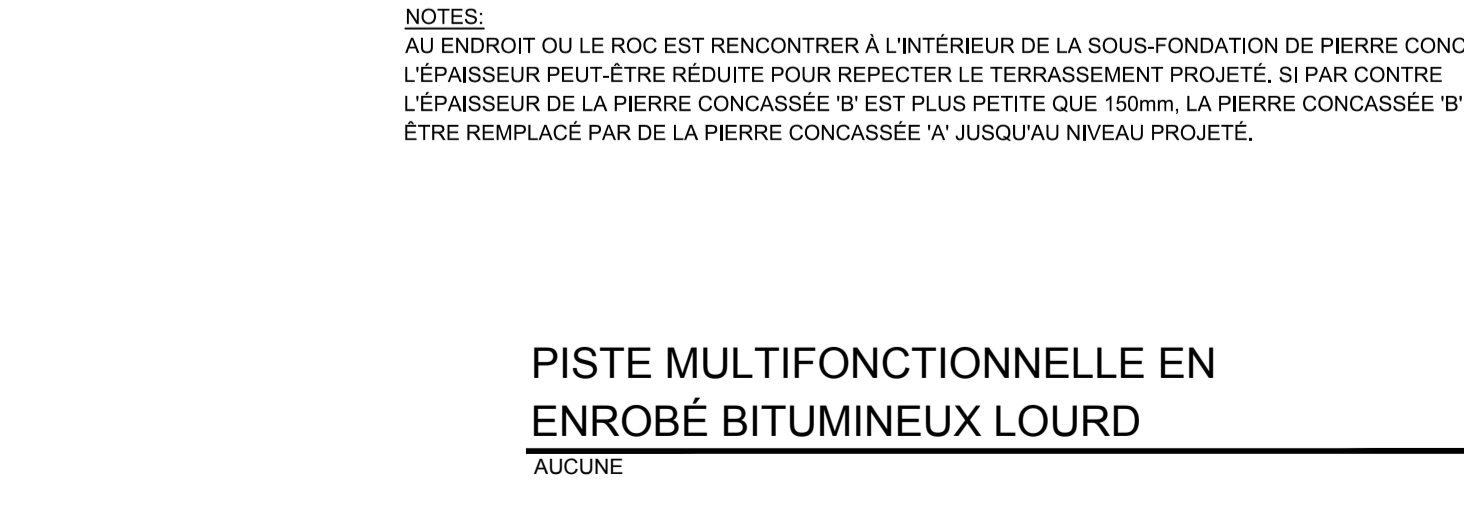 NOTES:
AU ENDROIT OU LE ROC EST RENCONTRER À L'INTÉRIEUR DE LA SOUS-FONDATION DE PIERRE CONC
L'ÉPAISSEUR PEUT-ÊTRE RÉDUITE POUR REPECTER LE TERRASSEMENT PROJETÉ. SI PAR CONTRE
L'ÉPAISSEUR DE LA PIERRE CONCASSÉE 'B' EST PLUS PETITE QUE 150mm, LA PIERRE CONCASSÉE 'B'
ÊTRE REMPLACÉ PAR DE LA PIERRE CONCASSÉE 'A' JUSQU'AU NIVEAU PROJETÉ.
PISTE MULTIFONCTIONNELLE EN
ENROBÉ BITUMINEUX LOURD
AUCUNE